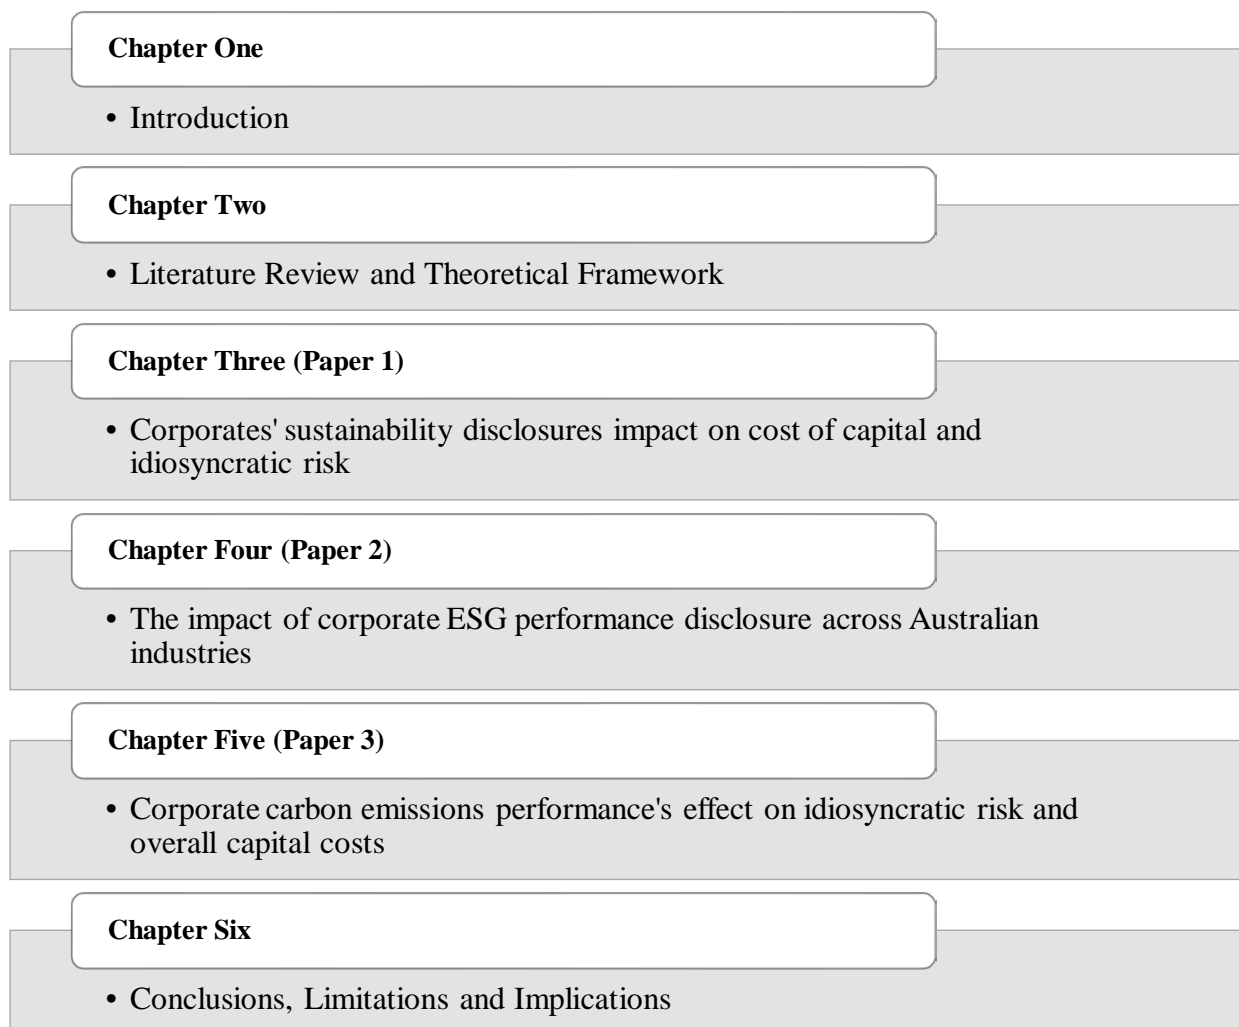 Chapter One
• Introduction
Chapter Two
• Literature Review and Theoretical Framework
Chapter Three (Paper 1)
• Corporates' sustainability disclosures impact on cost of capital and
idiosyncratic risk
Chapter Four (Paper 2)
• The impact of corporate ESG performance disclosure across Australian
industries
Chapter Five (Paper 3)
• Corporate carbon emissions performance's effect on idiosyncratic risk and
overall capital costs
Chapter Six
• Conclusions, Limitations and Implications